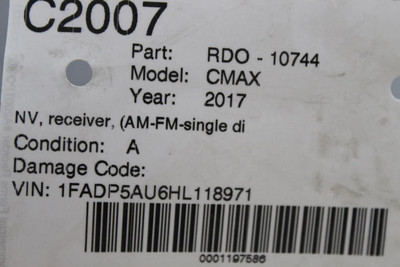 C2007
Part: RDO - 10744
Model: CMAX
Year: 2017
NV, receiver, (AM-FM-single di
Condition: A
Damage Code:
VIN: 1FADP5AU6HL118971
0001197586